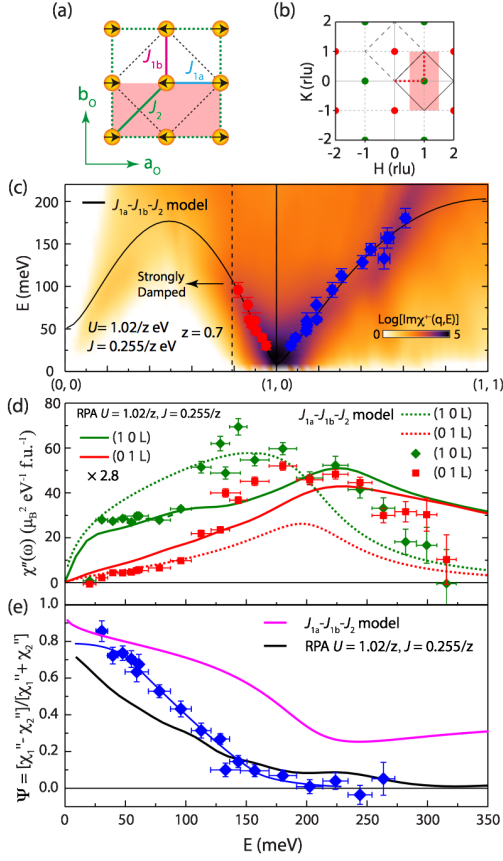 (a)
J1b
J1a
J2
bo
ao
(b)
K (rlu)
2
1
0
-1
-2
-2 -1 0 1 2
H (rlu)
(c)
E (meV)
200
150
100
50
0
J1a-J1b-J2 model
Strongly
Damped
U= 1.02/z eV
J = 0.255/z eV
z = 0.7
Log[Imχ+-(q,E)]
0 5
(0, 0) (1, 0) (1, 1)
(d)
χ''(ω) (μB² eV⁻¹ f.u.⁻¹)
80
60
40
20
0
RPA U = 1.02/z, J = 0.255/z
(1 0 L)
(0 1 L)
× 2.8
J1a-J1b-J2 model
(1 0 L)
(0 1 L)
(1 0 L)
(0 1 L)
(e)
Ψ = [χ1''- χ2'']/[χ1''+ χ2'']
1.0
0.8
0.6
0.4
0.2
0.0
J1a-J1b-J2 model
RPA U = 1.02/z, J = 0.255/z
0 50 100 150 200 250 300 350
E (meV)